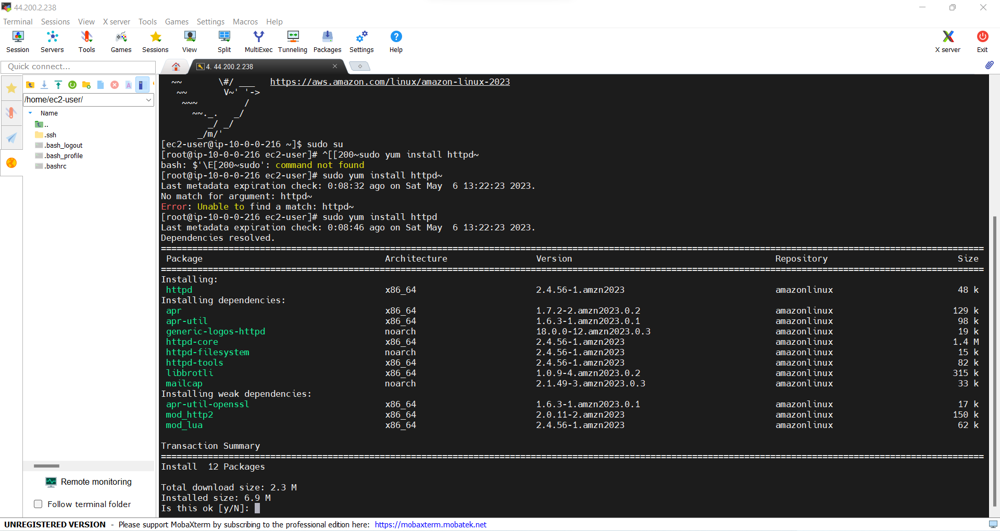 44.200.2.238
Terminal Sessions View X server Tools Games Settings Macros Help
Session Servers Tools Games Sessions View Split MultiExec Tunneling Packages Settings Help X server Exit
Quick connect...
4. 44.200.2.238
/home/ec2-user/
Name
..
.ssh
.bash_logout
.bash_profile
.bashrc
Remote monitoring
Follow terminal folder
~~ \#/ ___ https://aws.amazon.com/linux/amazon-linux-2023
~~ V~' '->
~~~ /
~~._. _/
_/ _/
_/m/'
[ec2-user@ip-10-0-0-216 ~]$ sudo su
[root@ip-10-0-0-216 ec2-user]# ^[[200~sudo yum install httpd~
bash: $'\E[200~sudo': command not found
[root@ip-10-0-0-216 ec2-user]# sudo yum install httpd~
Last metadata expiration check: 0:08:32 ago on Sat May  6 13:22:23 2023.
No match for argument: httpd~
Error: Unable to find a match: httpd~
[root@ip-10-0-0-216 ec2-user]# sudo yum install httpd
Last metadata expiration check: 0:08:46 ago on Sat May  6 13:22:23 2023.
Dependencies resolved.
Package Architecture Version Repository Size
Installing:
httpd x86_64 2.4.56-1.amzn2023 amazonlinux 48 k
Installing dependencies:
apr x86_64 1.7.2-2.amzn2023.0.2 amazonlinux 129 k
apr-util x86_64 1.6.3-1.amzn2023.0.1 amazonlinux 98 k
generic-logos-httpd noarch 18.0.0-12.amzn2023.0.3 amazonlinux 19 k
httpd-core x86_64 2.4.56-1.amzn2023 amazonlinux 1.4 M
httpd-filesystem noarch 2.4.56-1.amzn2023 amazonlinux 15 k
httpd-tools x86_64 2.4.56-1.amzn2023 amazonlinux 82 k
libbrotli x86_64 1.0.9-4.amzn2023.0.2 amazonlinux 315 k
mailcap noarch 2.1.49-3.amzn2023.0.3 amazonlinux 33 k
Installing weak dependencies:
apr-util-openssl x86_64 1.6.3-1.amzn2023.0.1 amazonlinux 17 k
mod_http2 x86_64 2.0.11-2.amzn2023 amazonlinux 150 k
mod_lua x86_64 2.4.56-1.amzn2023 amazonlinux 62 k
Transaction Summary
Install  12 Packages
Total download size: 2.3 M
Installed size: 6.9 M
Is this ok [y/N]:
UNREGISTERED VERSION - Please support MobaXterm by subscribing to the professional edition here: https://mobaxterm.mobatek.net